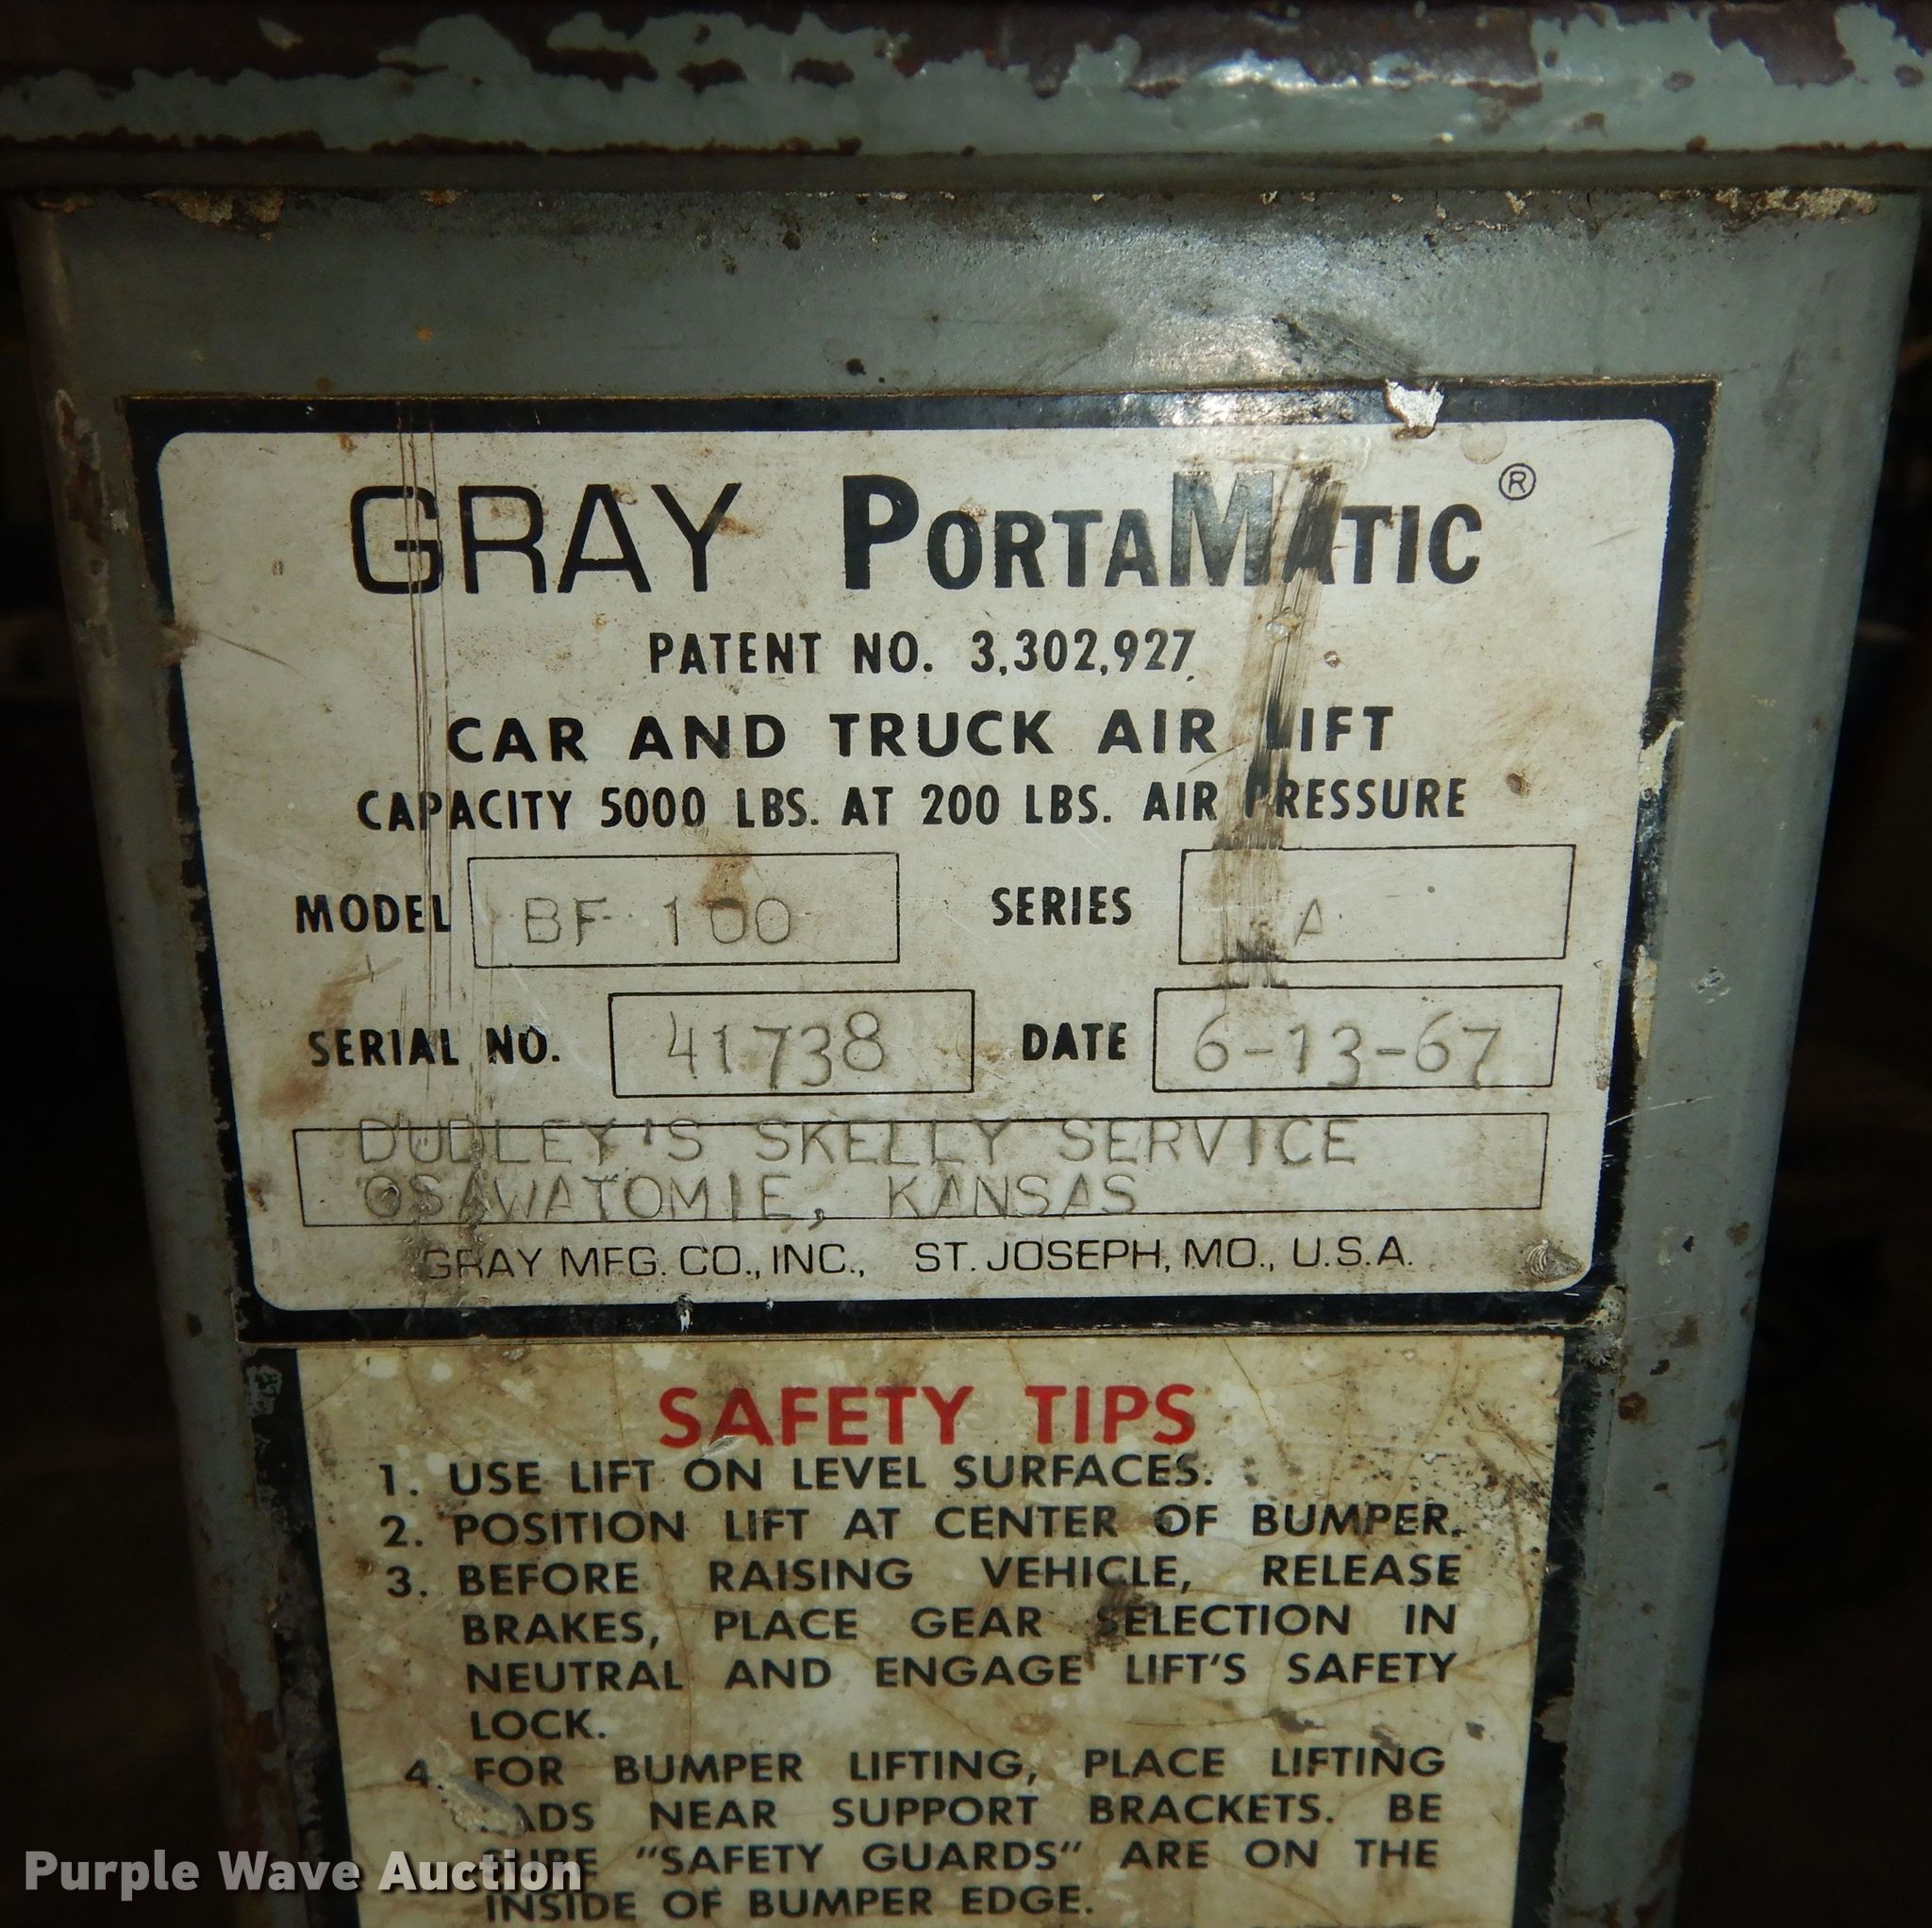 GRAY PORTAMATIC®
PATENT NO. 3,302,927
CAR AND TRUCK AIR LIFT
CAPACITY 5000 LBS. AT 200 LBS. AIR PRESSURE
MODEL BF 100 SERIES A
SERIAL NO. 41738 DATE 6-13-67
DUDLEY'S SKELLY SERVICE
OSAWATOMIE, KANSAS
GRAY MFG. CO., INC., ST. JOSEPH, MO., U.S.A.
SAFETY TIPS
1. USE LIFT ON LEVEL SURFACES.
2. POSITION LIFT AT CENTER OF BUMPER.
3. BEFORE RAISING VEHICLE, RELEASE
BRAKES, PLACE GEAR SELECTION IN
NEUTRAL AND ENGAGE LIFT'S SAFETY
LOCK.
4. FOR BUMPER LIFTING, PLACE LIFTING
NEAR SUPPORT BRACKETS. BE
SURE "SAFETY GUARDS" ARE ON THE
INSIDE OF BUMPER EDGE.
Purple Wave Auction